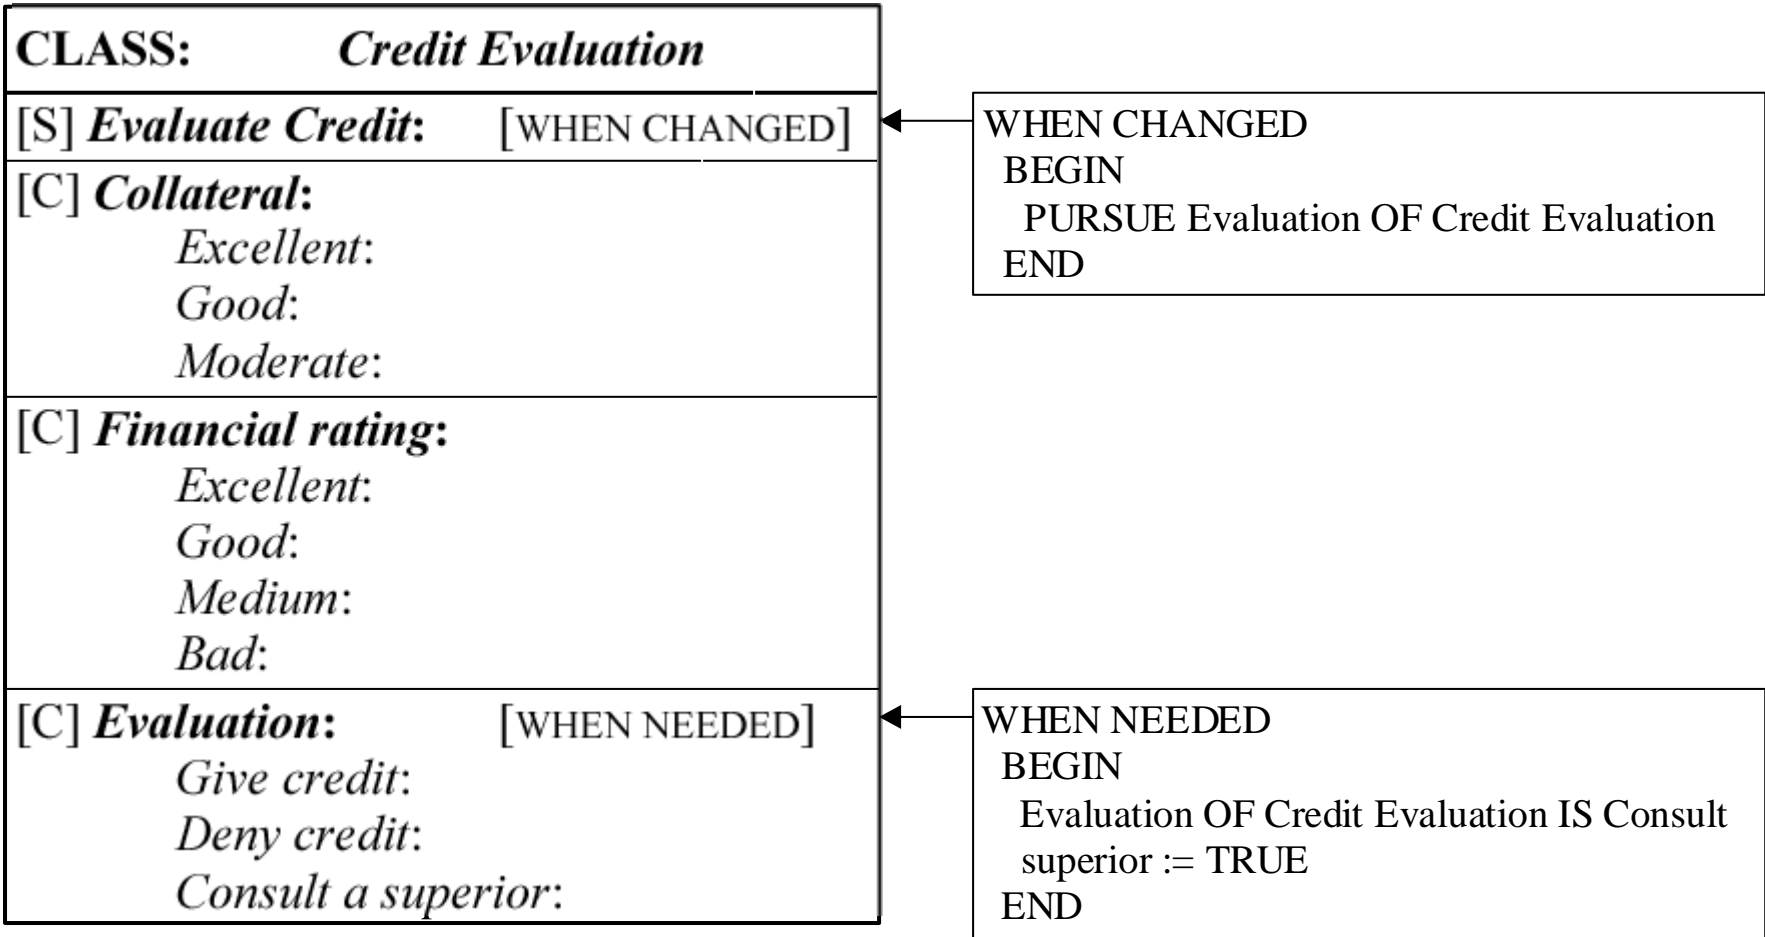 CLASS: Credit Evaluation
[S] Evaluate Credit: [WHEN CHANGED]
[C] Collateral:
Excellent:
Good:
Moderate:
[C] Financial rating:
Excellent:
Good:
Medium:
Bad:
[C] Evaluation: [WHEN NEEDED]
Give credit:
Deny credit:
Consult a superior:
WHEN CHANGED
BEGIN
PURSUE Evaluation OF Credit Evaluation
END
WHEN NEEDED
BEGIN
Evaluation OF Credit Evaluation IS Consult
superior := TRUE
END